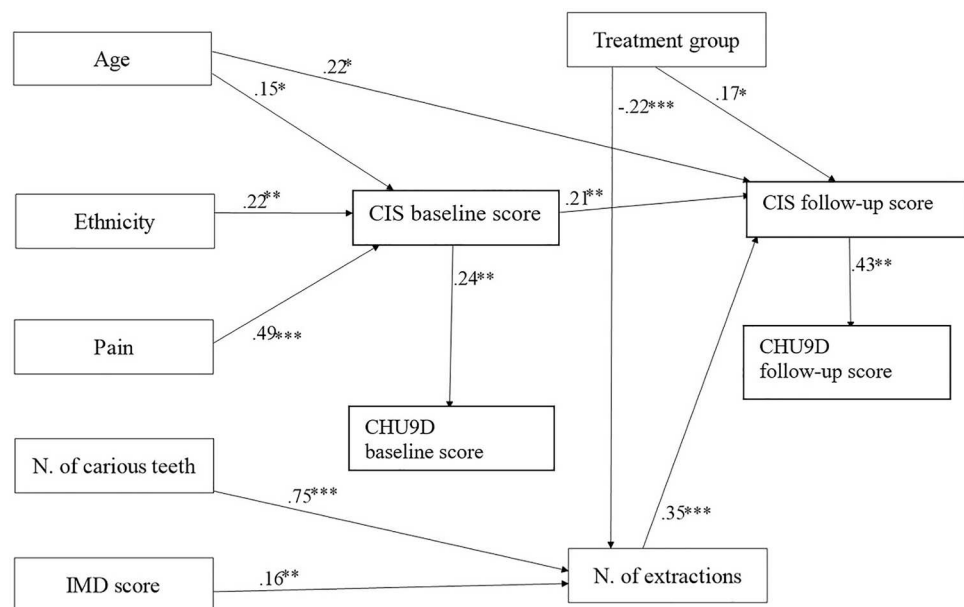 Age
Treatment group
.22*
.15*
-.22***
.17*
Ethnicity
.22**
CIS baseline score
.21**
CIS follow-up score
.24**
.43**
Pain
.49***
CHU9D
follow-up score
CHU9D
baseline score
N. of carious teeth
.75***
.35***
IMD score
.16**
N. of extractions